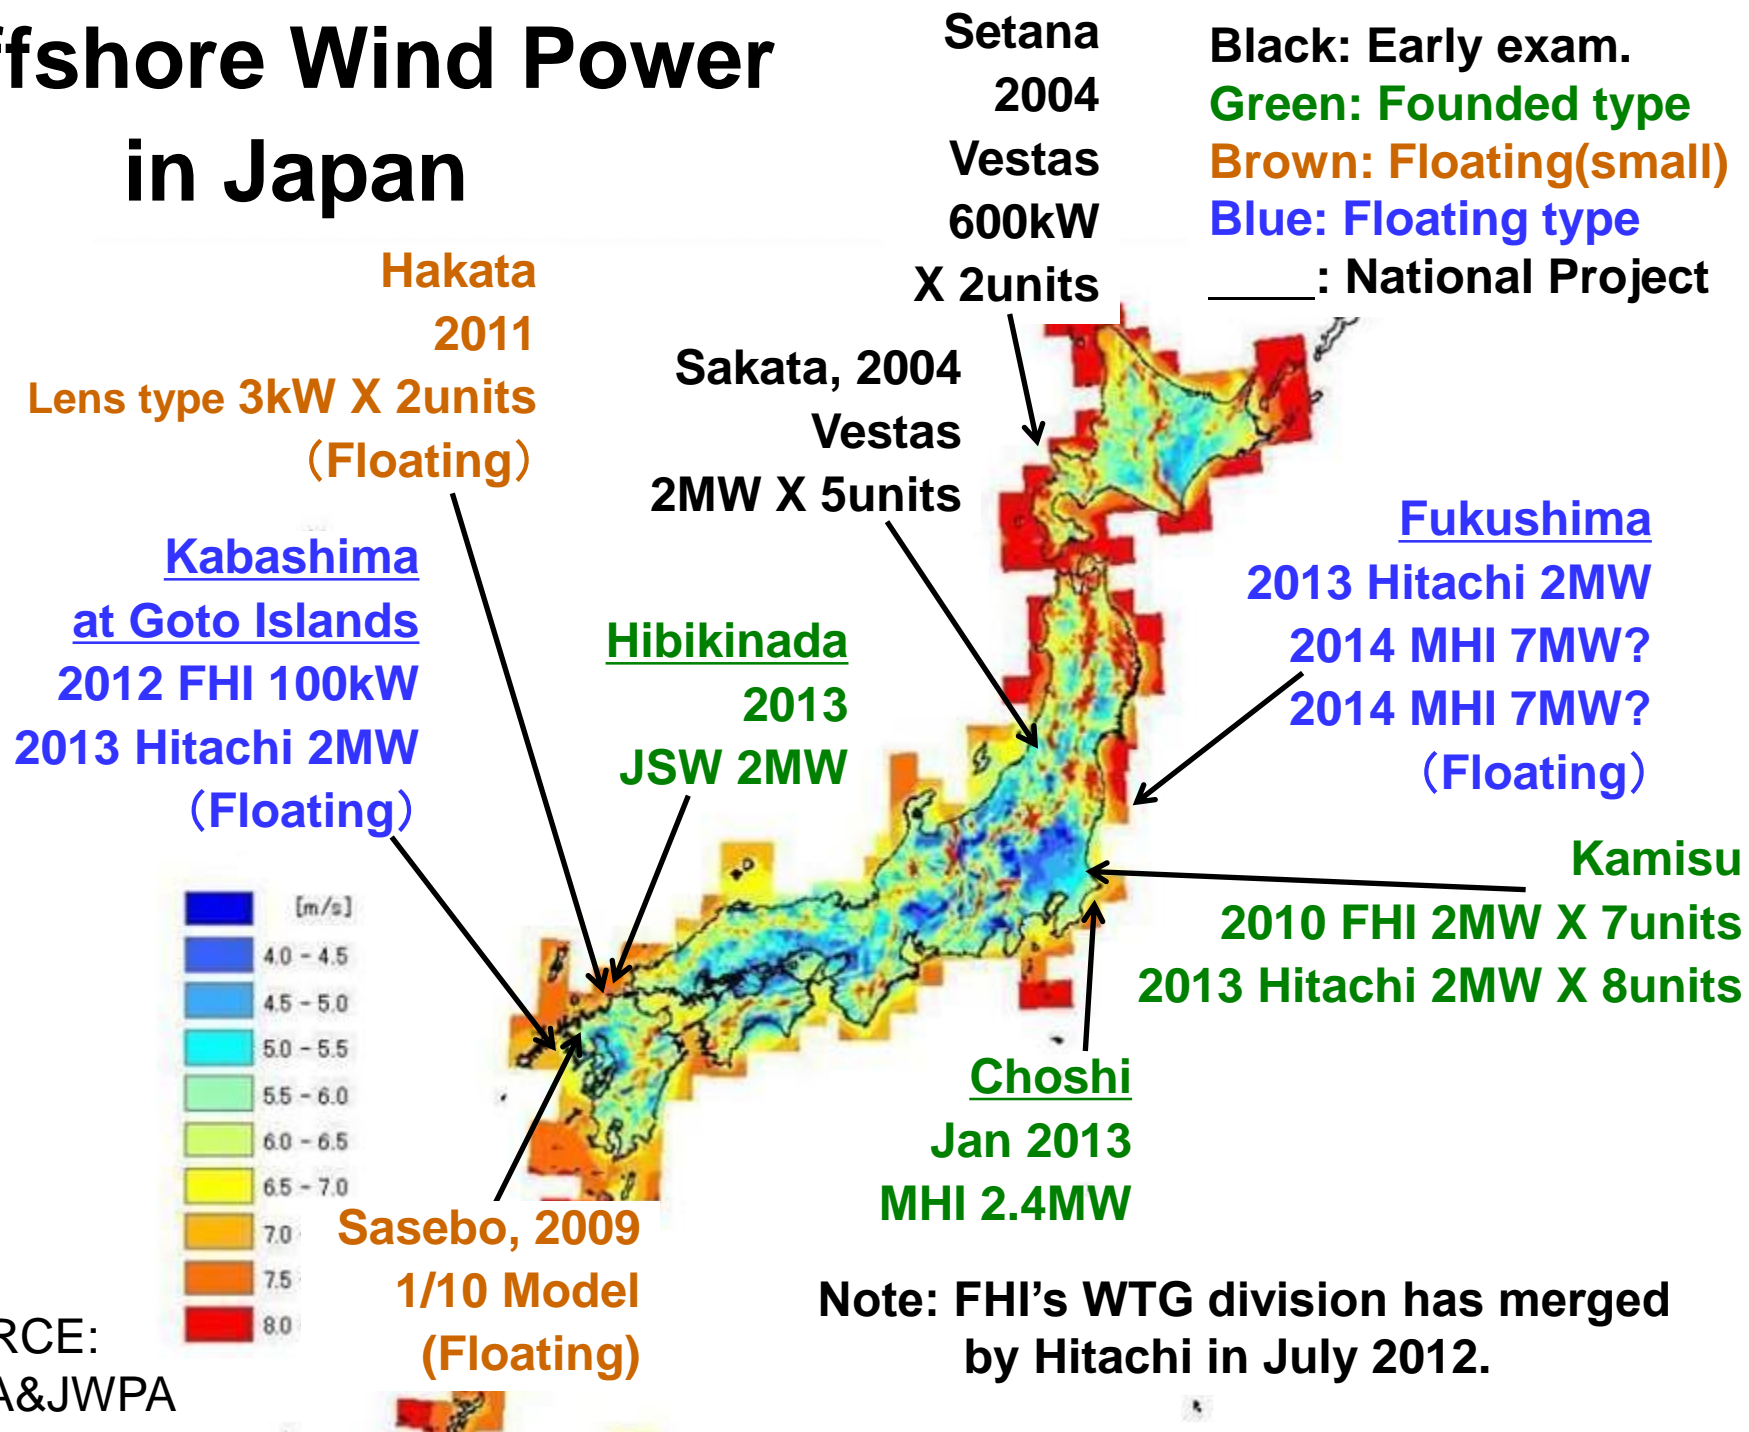 ffshore Wind Power
in Japan
Setana
2004
Vestas
600kW
X 2units
Black: Early exam.
Green: Founded type
Brown: Floating(small)
Blue: Floating type
____: National Project
Hakata
2011
Lens type 3kW X 2units
（Floating）
Sakata, 2004
Vestas
2MW X 5units
Kabashima
at Goto Islands
2012 FHI 100kW
2013 Hitachi 2MW
（Floating）
Hibikinada
2013
JSW 2MW
Fukushima
2013 Hitachi 2MW
2014 MHI 7MW?
2014 MHI 7MW?
（Floating）
Kamisu
2010 FHI 2MW X 7units
2013 Hitachi 2MW X 8units
Choshi
Jan 2013
MHI 2.4MW
[m/s]
4.0 - 4.5
4.5 - 5.0
5.0 - 5.5
5.5 - 6.0
6.0 - 6.5
6.5 - 7.0
7.0
7.5
8.0
Sasebo, 2009
1/10 Model
(Floating)
Note: FHI's WTG division has merged
by Hitachi in July 2012.
RCE:
A&JWPA